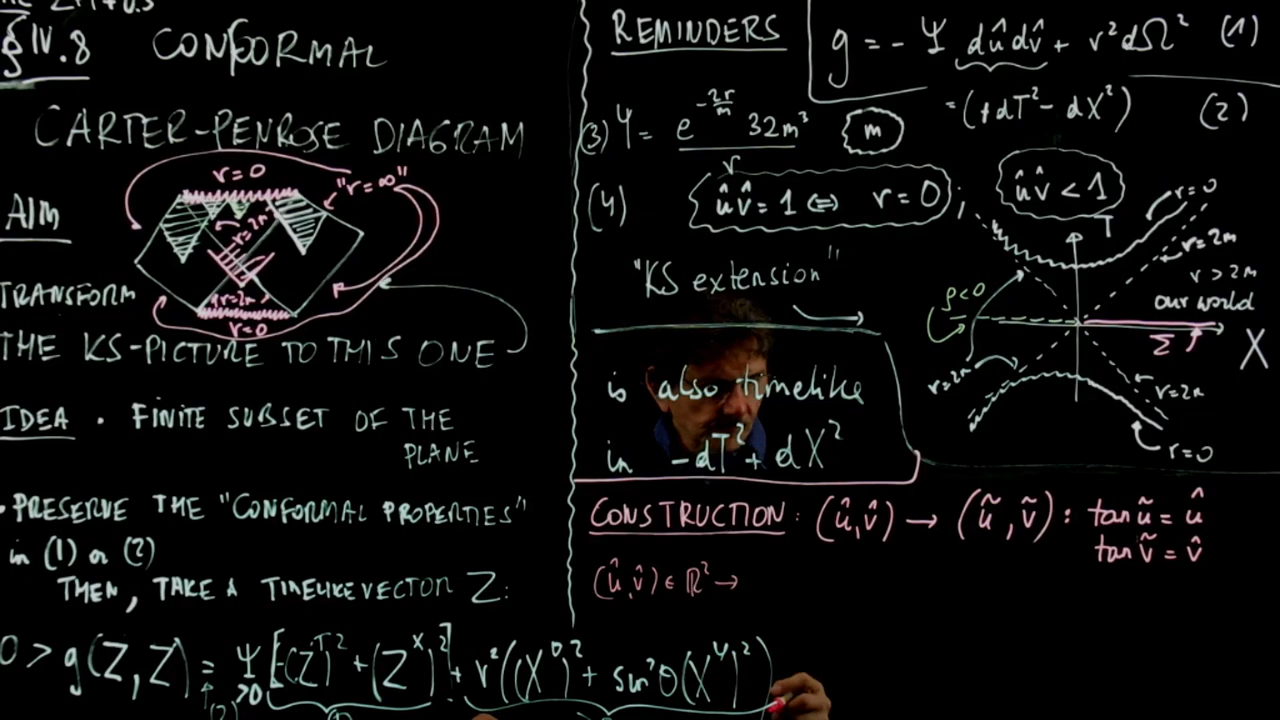 §IV.8 CONFORMAL
CARTER-PENROSE DIAGRAM
r=0
"r=∞"
r=2m
r=2m
r=0
AIM
TRANSFORM
THE KS-PICTURE TO THIS ONE
IDEA • FINITE SUBSET OF THE
PLANE
• PRESERVE THE "CONFORMAL PROPERTIES"
in (1) or (2)
THEN, TAKE A TIMELIKE VECTOR Z:
0 > g(Z,Z) = Ψ [-(Z^T)² + (Z^X)²] + r²((X^θ)² + sin²θ(X^φ)²)
>0
(2)
REMINDERS
g = - Ψ dûdv̂ + r²dΩ² (1)
= (+dT² - dX²) (2)
(3) Ψ = e^{-2r/m} 32m³ / r
m
(4) ûv̂ = 1 ⇔ r = 0 ; ûv̂ < 1
"KS extension" →
is also timelike
in -dT² + dX²
T
r=0
r=2m
r > 2m
our world
ρ<0
Σ
X
r=2m
r=2m
r=0
CONSTRUCTION: (û,v̂) → (ũ,ṽ) : tan ũ = û
tan ṽ = v̂
(û,v̂) ∈ ℝ² →